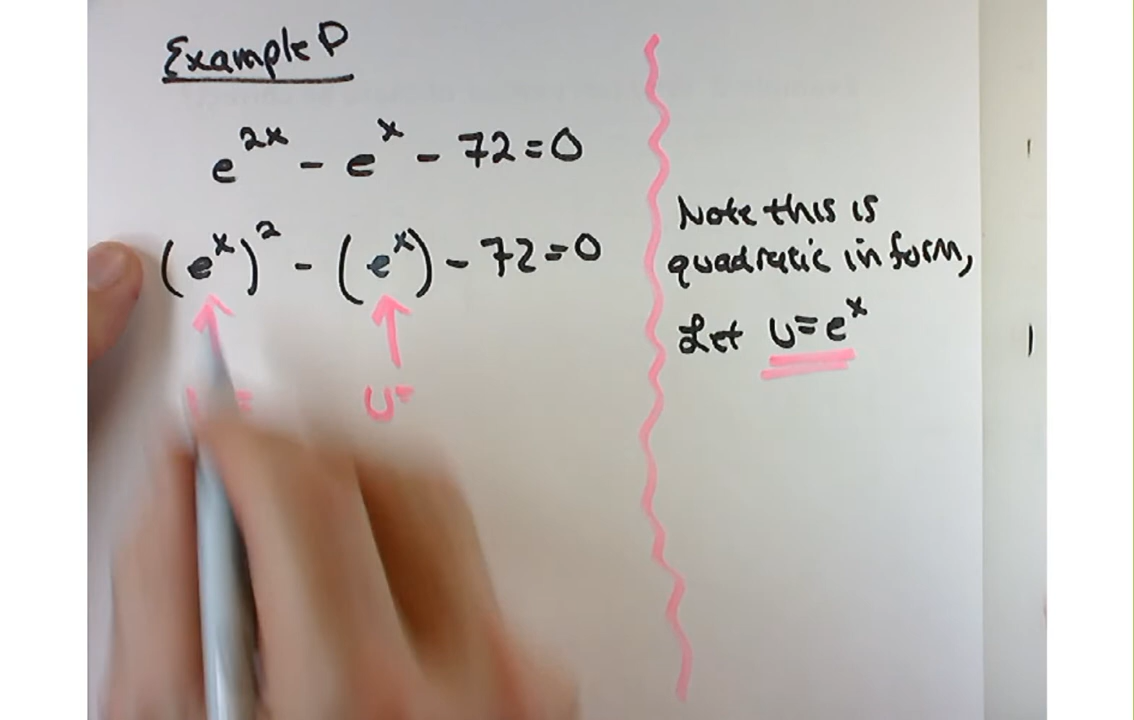 Example P
e^{2x} - e^x - 72 = 0
(e^x)^2 - (e^x) - 72 = 0
U=
Note this is
quadratic in form,
Let U=e^x